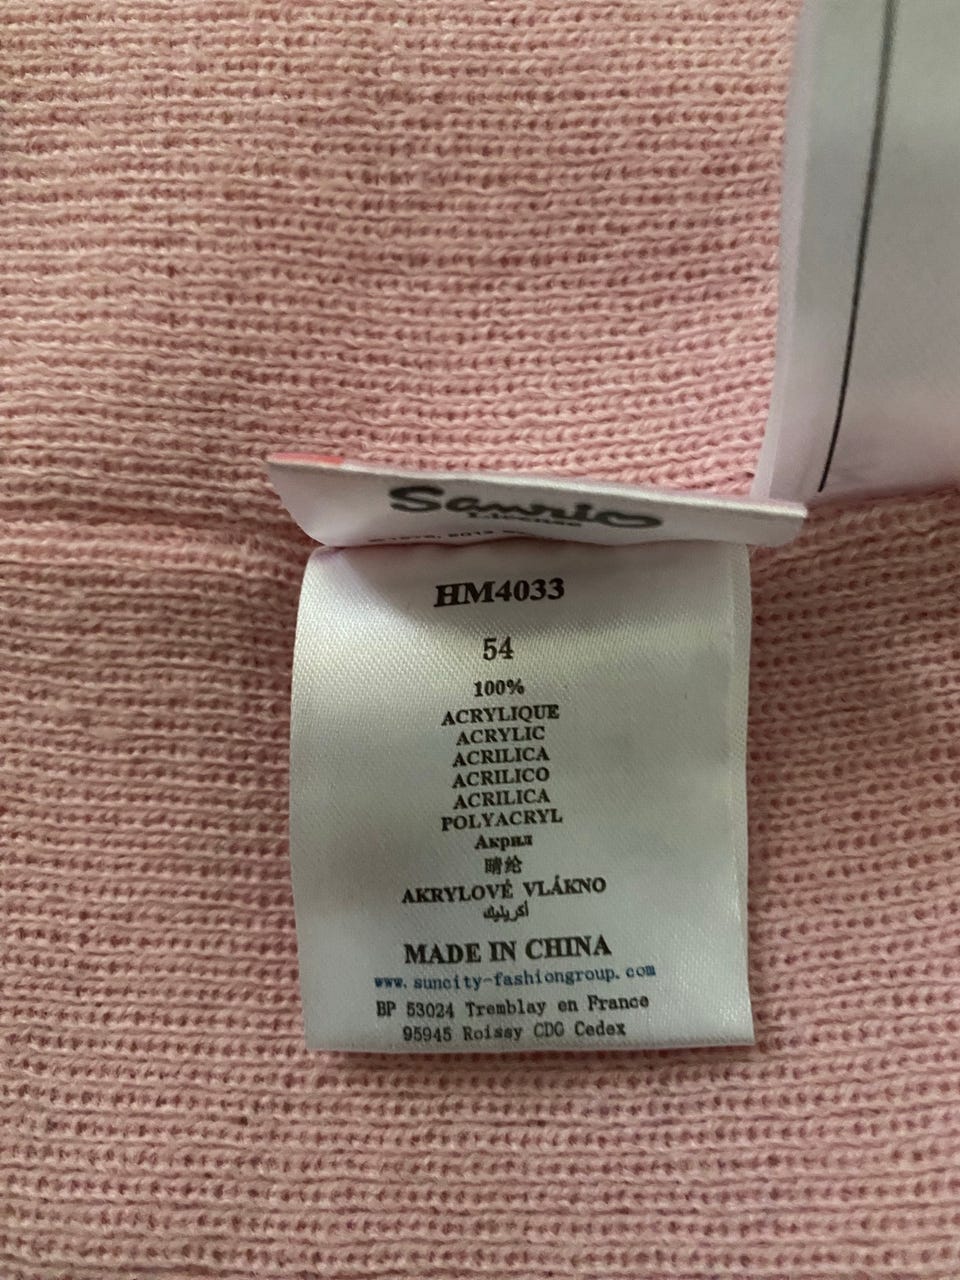 Sanrio
License
HM4033
54
100%
ACRYLIQUE
ACRYLIC
ACRILICA
ACRILICO
ACRILICA
POLYACRYL
Акрил
晴纶
AKRYLOVÉ VLÁKNO
أكريليك
MADE IN CHINA
www.suncity-fashiongroup.com
BP 53024 Tremblay en France
95945 Roissy CDG Cedex